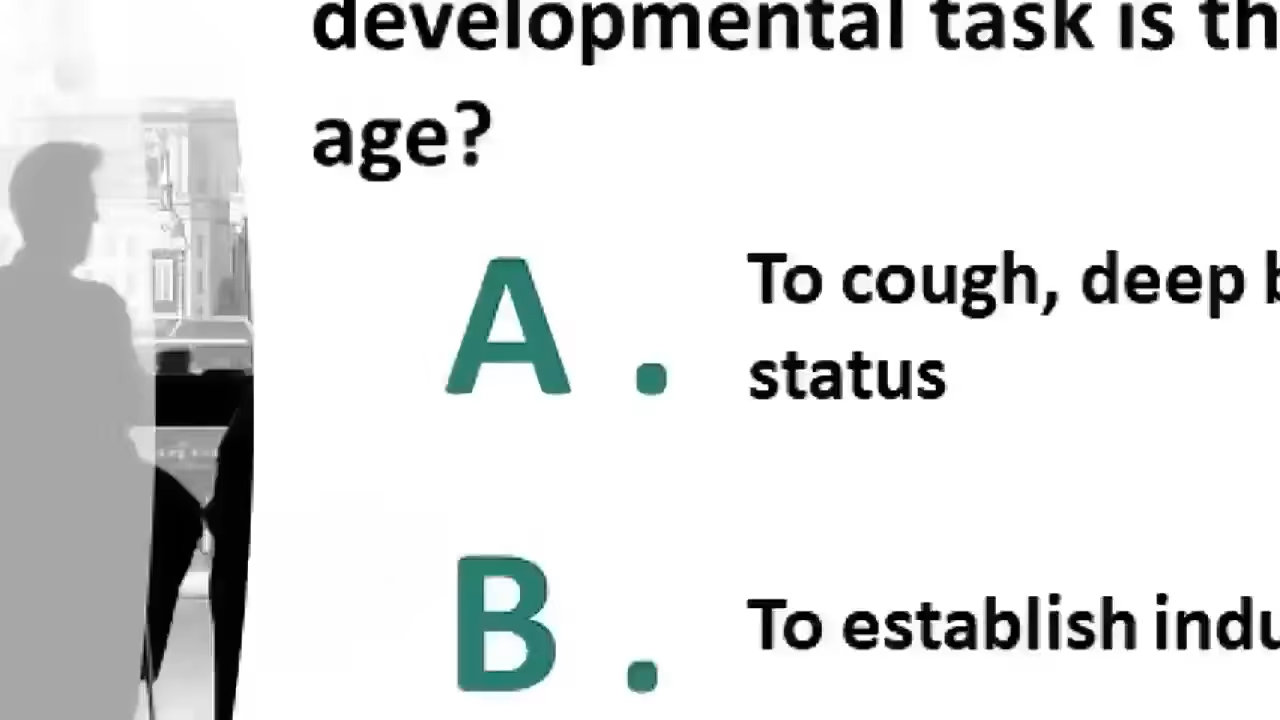 developmental task is th
age?
A. To cough, deep b
status
B. To establish indu